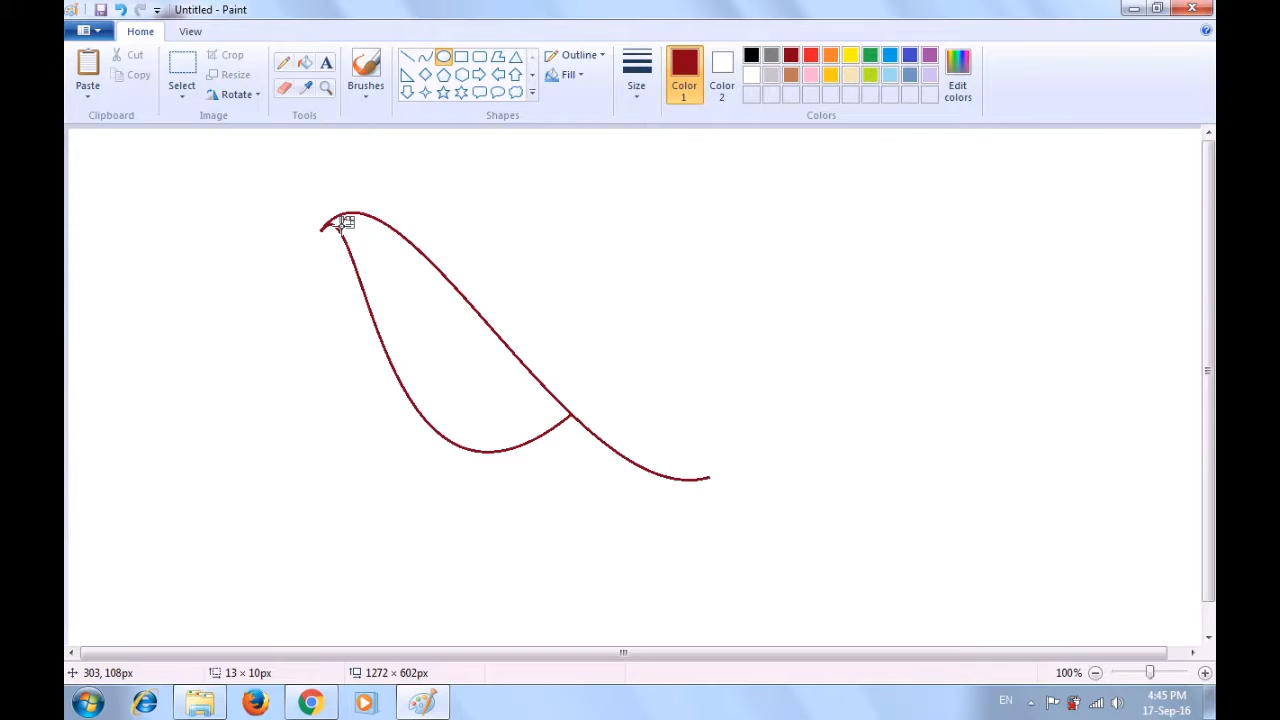 Untitled - Paint
Home View
Paste
Cut
Copy
Clipboard
Select
Crop
Resize
Rotate
Image
A
Tools
Brushes
Shapes
Outline
Fill
Size
Color
1
Color
2
Edit
colors
Colors
303, 108px 13 × 10px 1272 × 602px 100%
EN 4:45 PM
17-Sep-16